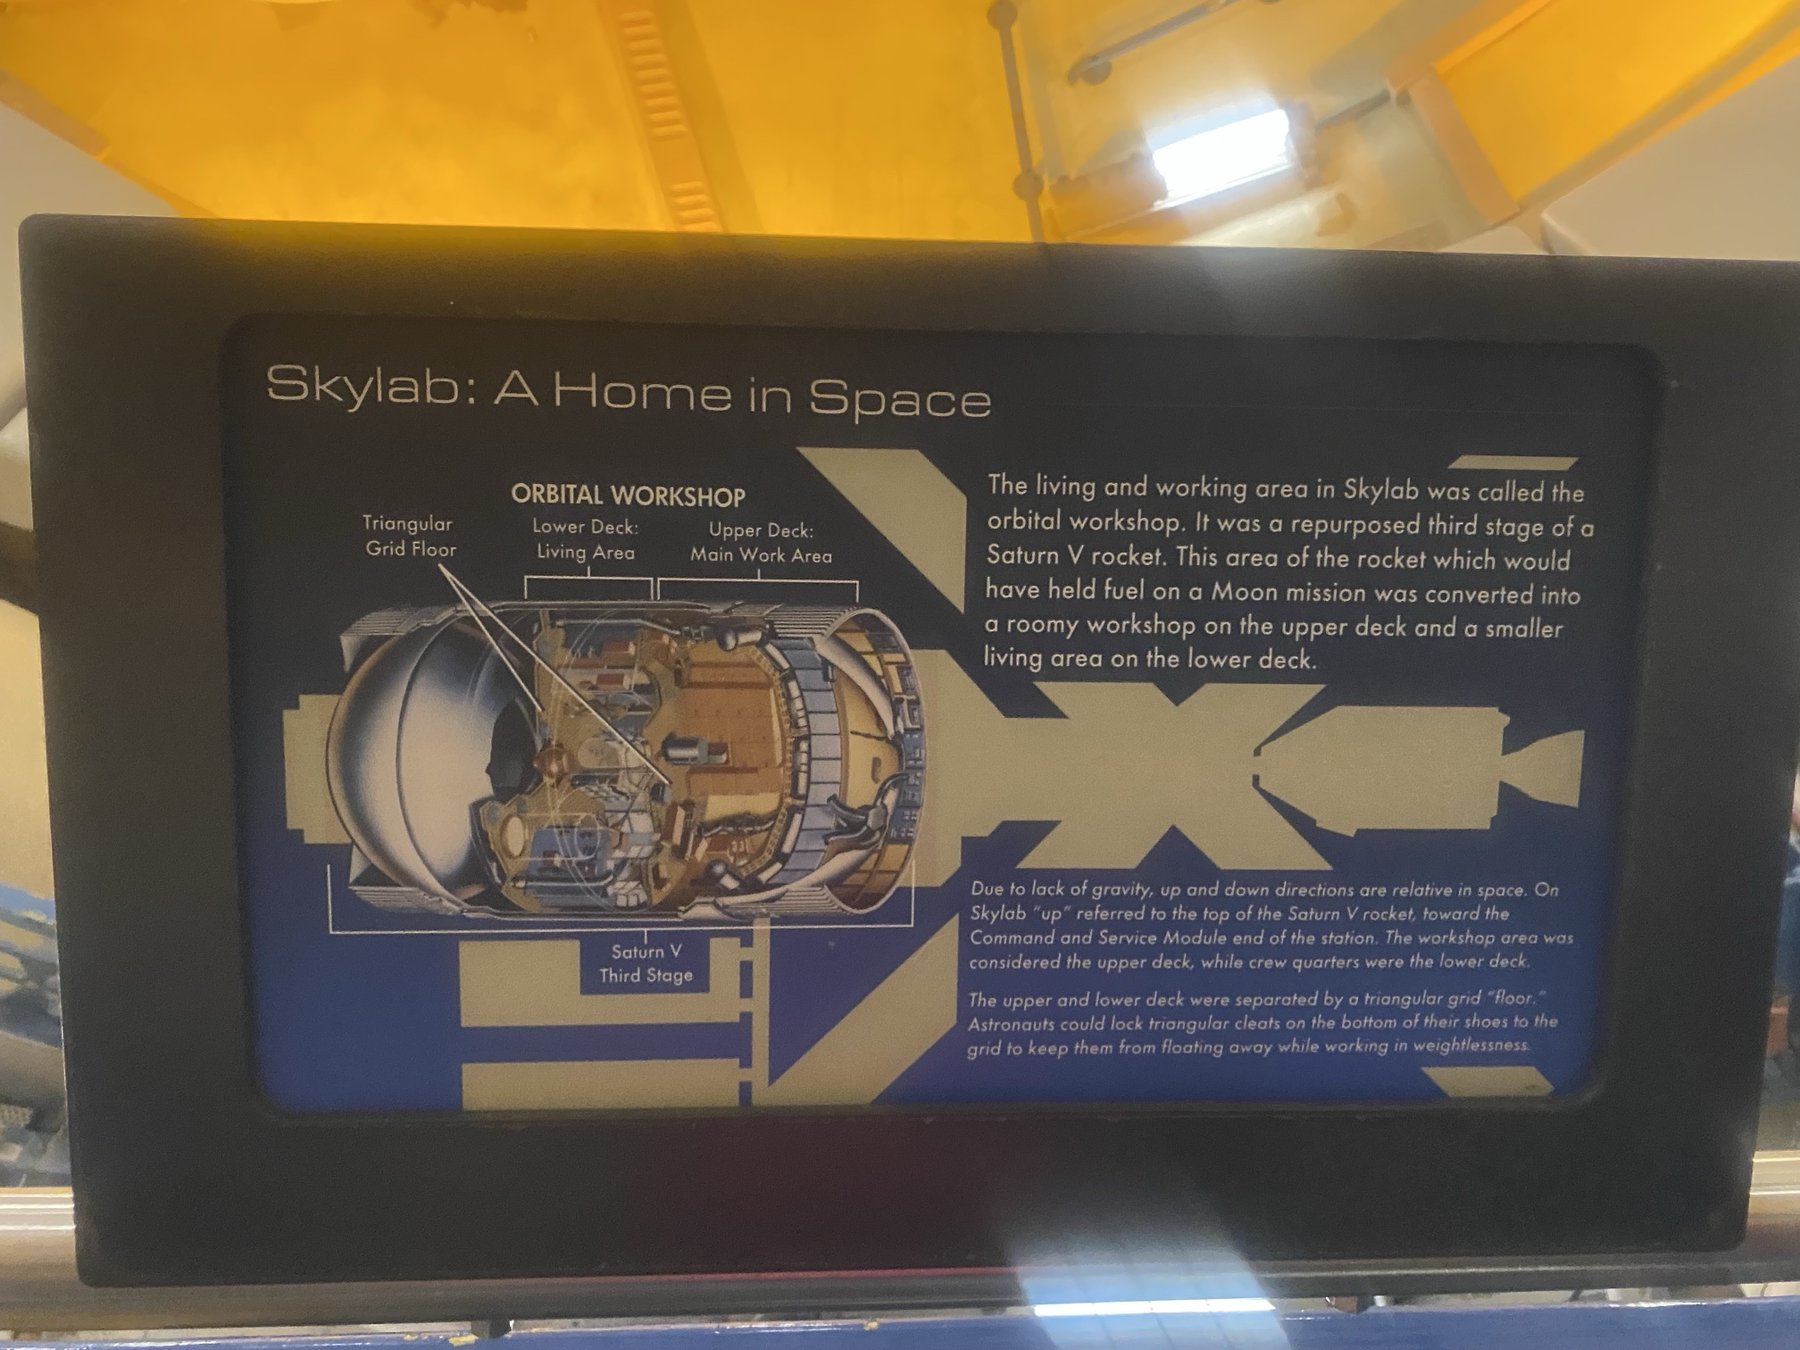 Skylab: A Home in Space
ORBITAL WORKSHOP
Triangular
Grid Floor
Lower Deck:
Living Area
Upper Deck:
Main Work Area
Saturn V
Third Stage
The living and working area in Skylab was called the
orbital workshop. It was a repurposed third stage of a
Saturn V rocket. This area of the rocket which would
have held fuel on a Moon mission was converted into
a roomy workshop on the upper deck and a smaller
living area on the lower deck.
Due to lack of gravity, up and down directions are relative in space. On
Skylab "up" referred to the top of the Saturn V rocket, toward the
Command and Service Module end of the station. The workshop area was
considered the upper deck, while crew quarters were the lower deck.
The upper and lower deck were separated by a triangular grid "floor."
Astronauts could lock triangular cleats on the bottom of their shoes to the
grid to keep them from floating away while working in weightlessness.